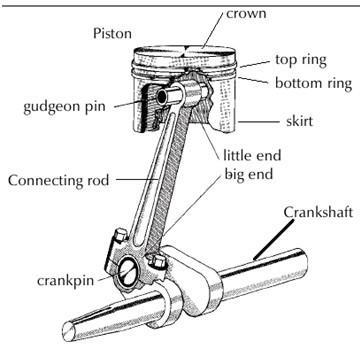 crown
Piston
top ring
bottom ring
gudgeon pin
skirt
little end
big end
Connecting rod
Crankshaft
crankpin